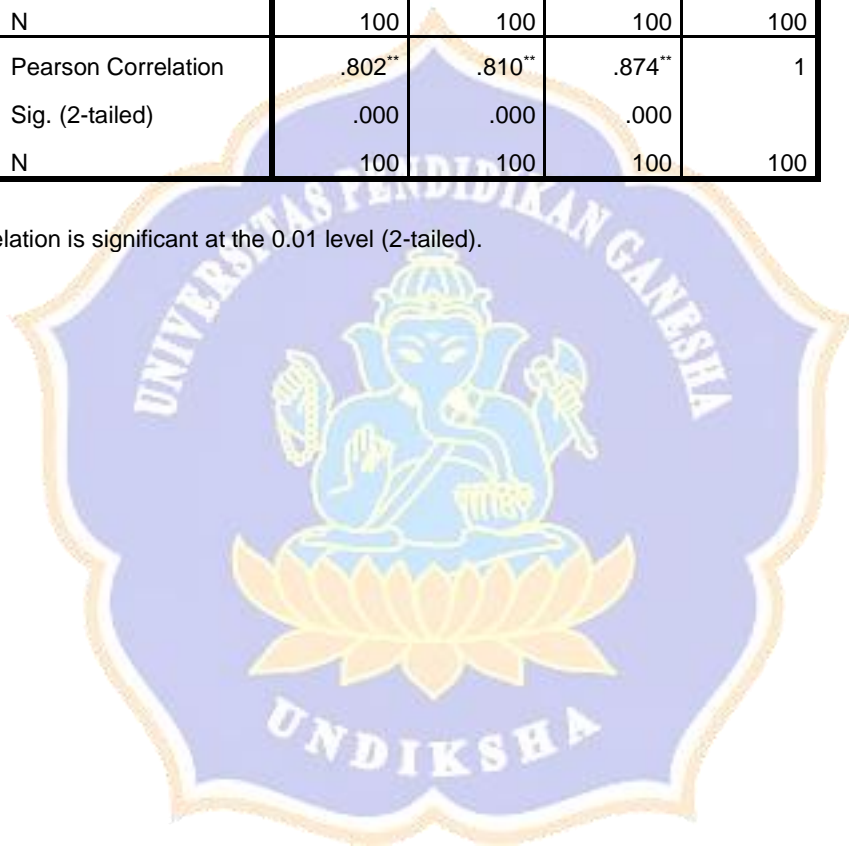 N 100 100 100 100
Pearson Correlation .802** .810** .874** 1
Sig. (2-tailed) .000 .000 .000
N 100 100 100 100
elation is significant at the 0.01 level (2-tailed).
UNIVERSITAS PENDIDIKAN GANESHA
UNDIKSHA